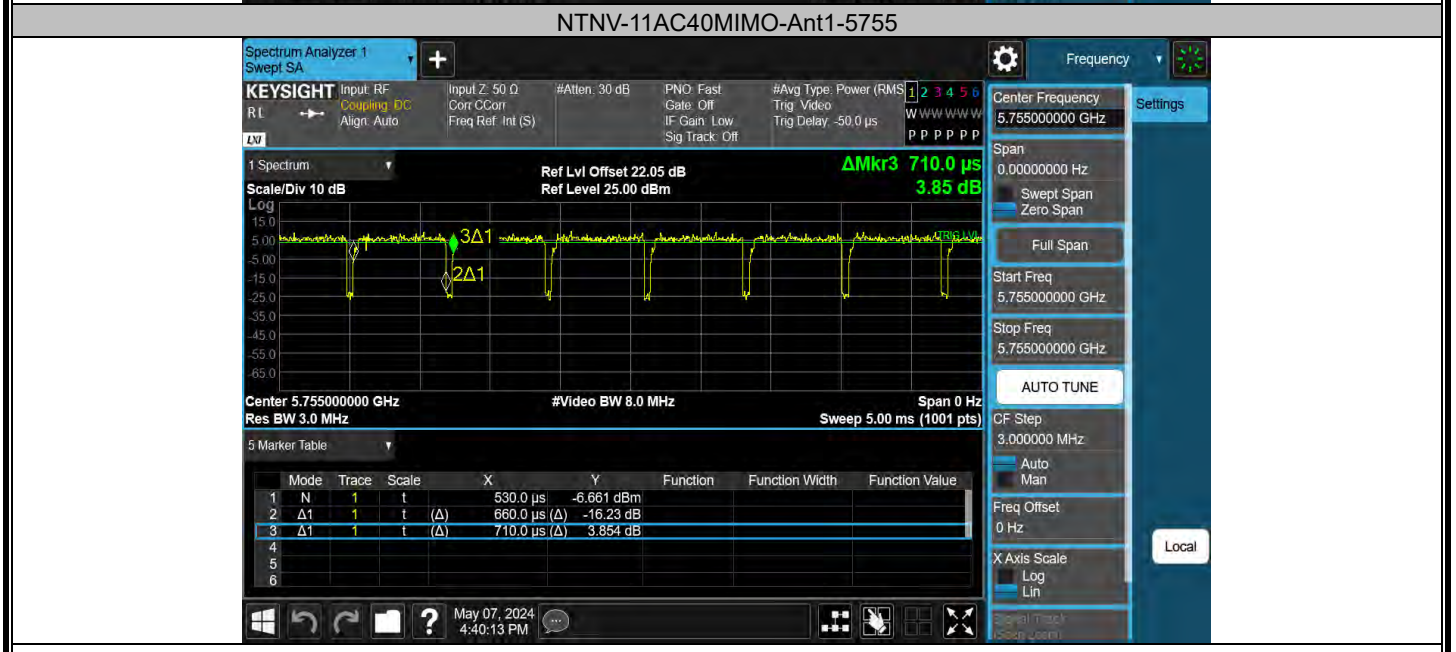 NTNV-11AC40MIMO-Ant1-5755
Spectrum Analyzer 1
Swept SA
+
Frequency
KEYSIGHT
RL
LXI
Input: RF
Coupling: DC
Align: Auto
Input Z: 50 Ω
Corr CCorr
Freq Ref: Int (S)
#Atten: 30 dB
PNO: Fast
Gate: Off
IF Gain: Low
Sig Track: Off
#Avg Type: Power (RMS
Trig: Video
Trig Delay: -50.0 µs
1 2 3 4 5 6
W W W W W W
P P P P P P
1 Spectrum
Scale/Div 10 dB
Log
Ref Lvl Offset 22.05 dB
Ref Level 25.00 dBm
ΔMkr3 710.0 µs
3.85 dB
15.0
5.00
-5.00
-15.0
-25.0
-35.0
-45.0
-55.0
-65.0
1
3Δ1
2Δ1
TRIG LVL
Center 5.755000000 GHz
#Video BW 8.0 MHz
Span 0 Hz
Res BW 3.0 MHz
Sweep 5.00 ms (1001 pts)
5 Marker Table
Mode Trace Scale X Y Function Function Width Function Value
1 N 1 t 530.0 µs -6.661 dBm
2 Δ1 1 t (Δ) 660.0 µs (Δ) -16.23 dB
3 Δ1 1 t (Δ) 710.0 µs (Δ) 3.854 dB
4
5
6
?
May 07, 2024
4:40:13 PM
Center Frequency
5.755000000 GHz
Span
0.00000000 Hz
Swept Span
Zero Span
Full Span
Start Freq
5.755000000 GHz
Stop Freq
5.755000000 GHz
AUTO TUNE
CF Step
3.000000 MHz
Auto
Man
Freq Offset
0 Hz
X Axis Scale
Log
Lin
Signal Track
(Span Zoom)
Settings
Local